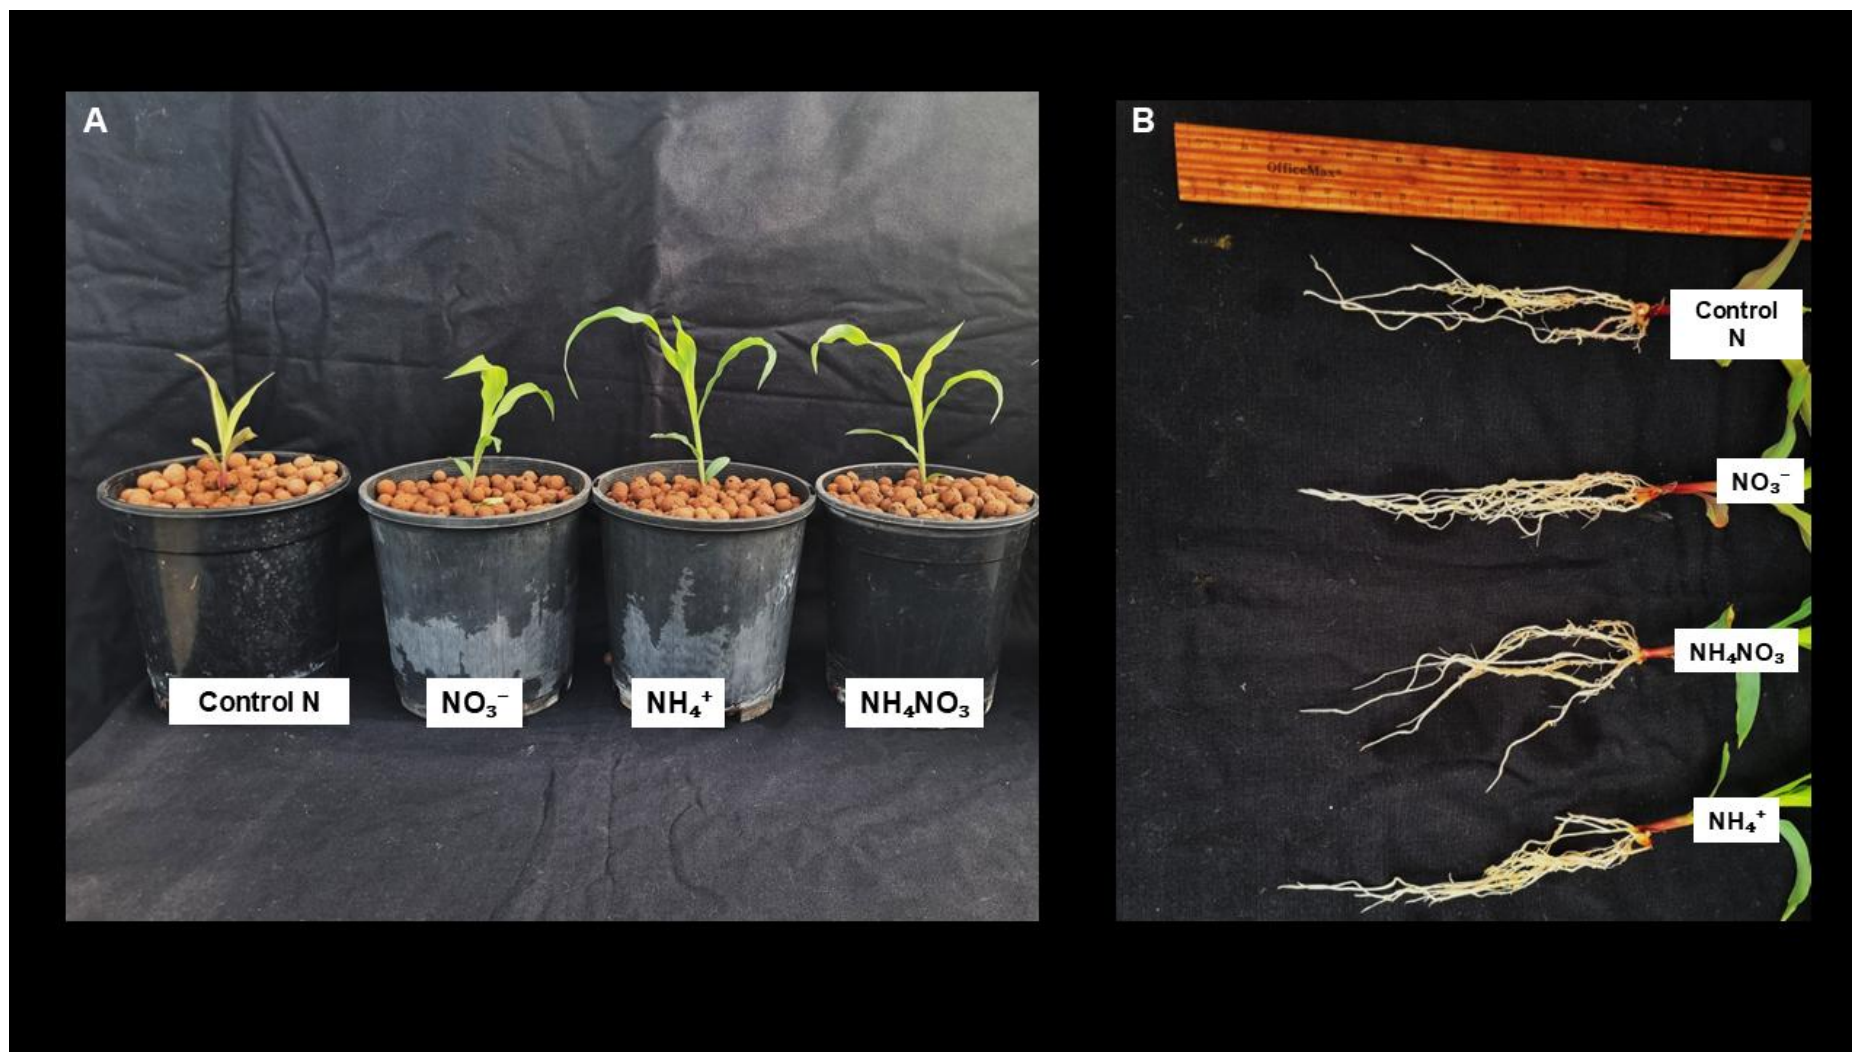 A
Control N
NO₃⁻
NH₄⁺
NH₄NO₃
B
OfficeMax
Control
N
NO₃⁻
NH₄NO₃
NH₄⁺